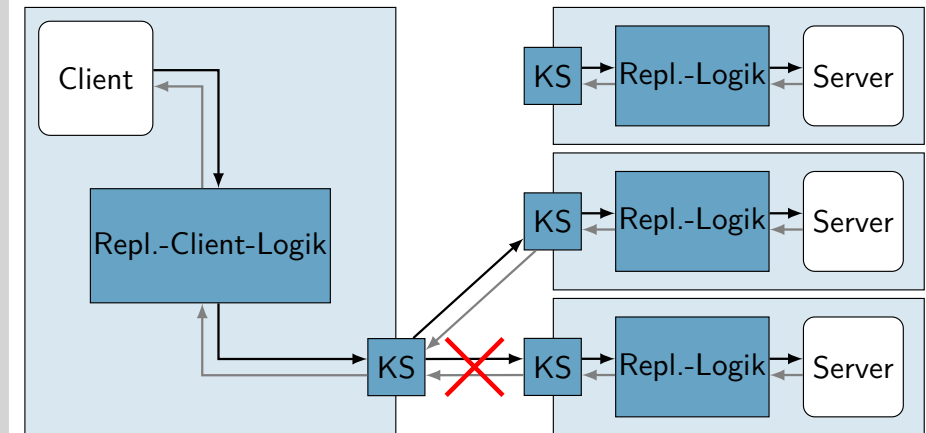 Client
Repl.-Client-Logik
KS
KS
Repl.-Logik
Server
KS
Repl.-Logik
Server
KS
Repl.-Logik
Server